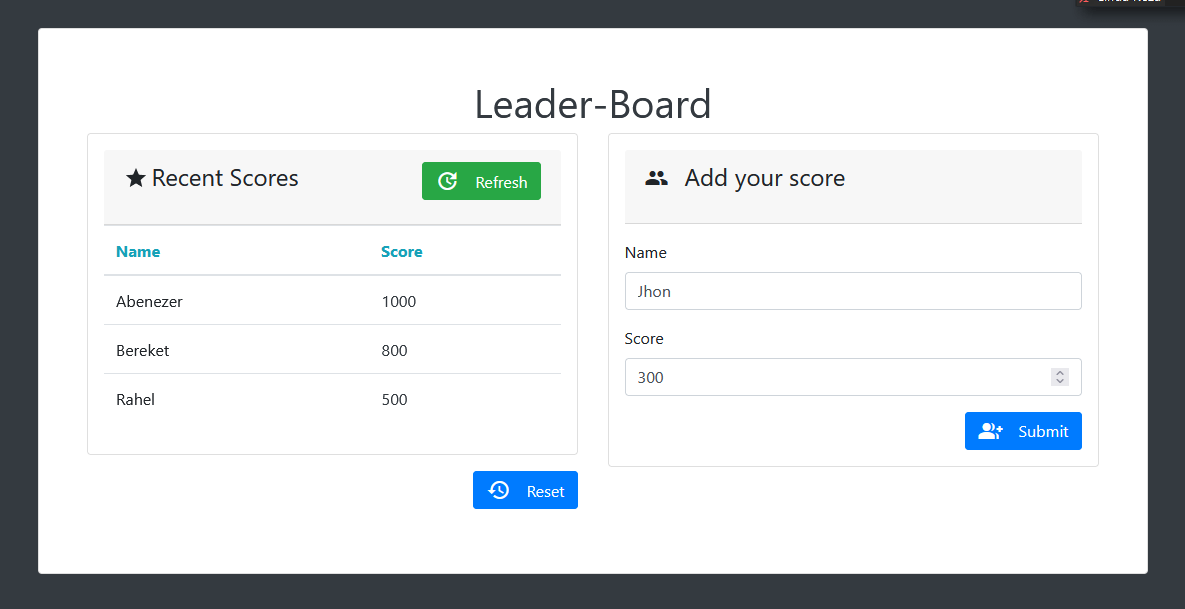 Leader-Board
Recent Scores
Refresh
Name Score
Abenezer 1000
Bereket 800
Rahel 500
Reset
Add your score
Name
Jhon
Score
300
Submit